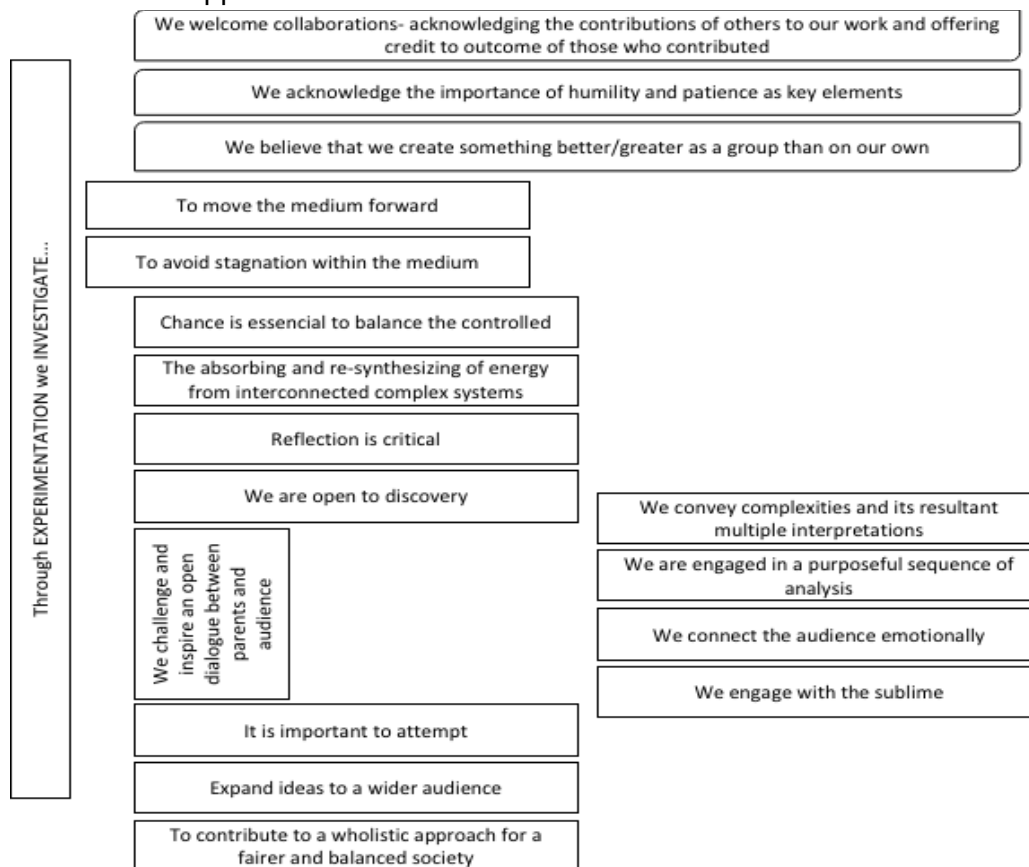 We welcome collaborations- acknowledging the contributions of others to our work and offering
credit to outcome of those who contributed
We acknowledge the importance of humility and patience as key elements
We believe that we create something better/greater as a group than on our own
Through EXPERIMENTATION we INVESTIGATE...
To move the medium forward
To avoid stagnation within the medium
Chance is essencial to balance the controlled
The absorbing and re-synthesizing of energy
from interconnected complex systems
Reflection is critical
We are open to discovery
We challenge and
inspire an open
dialogue between
parents and
audience
We convey complexities and its resultant
multiple interpretations
We are engaged in a purposeful sequence of
analysis
We connect the audience emotionally
We engage with the sublime
It is important to attempt
Expand ideas to a wider audience
To contribute to a wholistic approach for a
fairer and balanced society